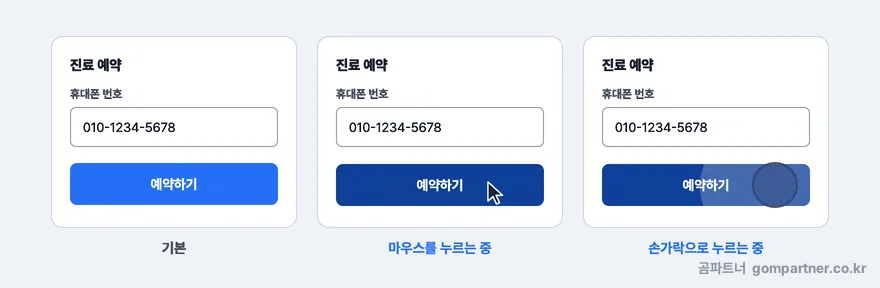 진료 예약
휴대폰 번호
010-1234-5678
예약하기
기본
진료 예약
휴대폰 번호
010-1234-5678
예약하기
마우스를 누르는 중
진료 예약
휴대폰 번호
010-1234-5678
예약하기
손가락으로 누르는 중
곰파트너 gompartner.co.kr